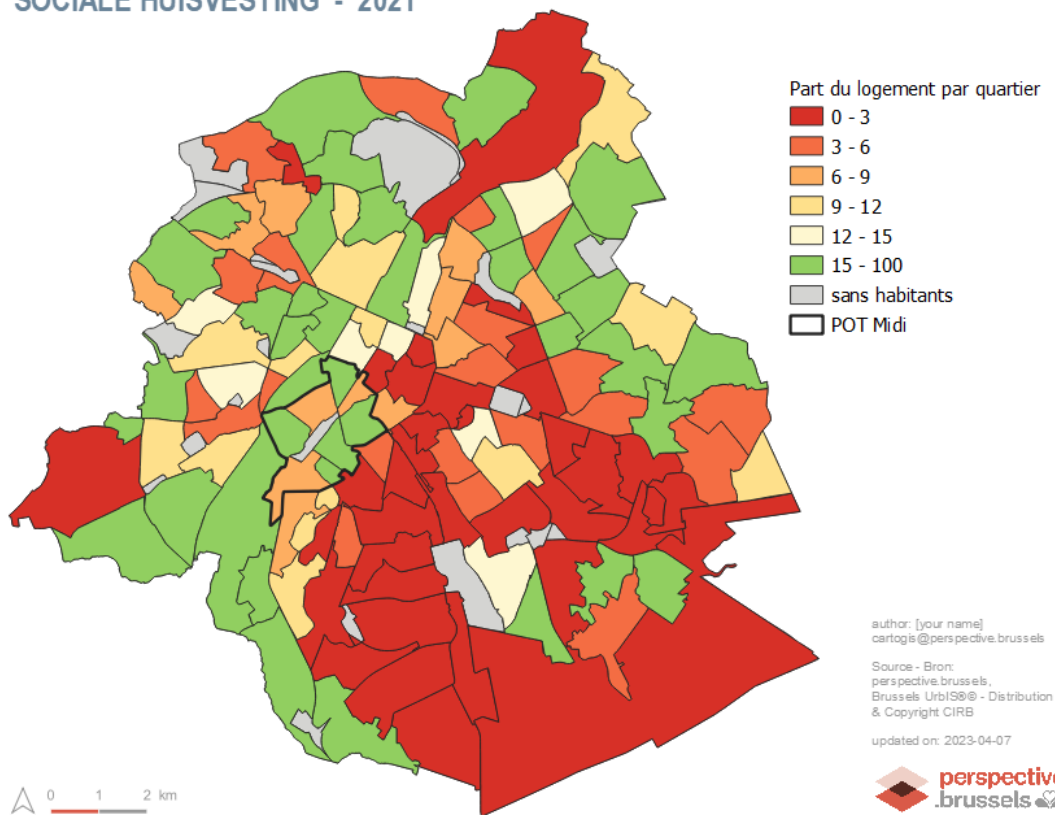 SOCIALE HUISVESTING - 2021
Part du logement par quartier
0 - 3
3 - 6
6 - 9
9 - 12
12 - 15
15 - 100
sans habitants
POT Midi
author: [your name]
cartogis@perspective.brussels
Source - Bron:
perspective.brussels,
Brussels UrbIS®© - Distribution
& Copyright CIRB
updated on: 2023-04-07
0 1 2 km
perspective
.brussels